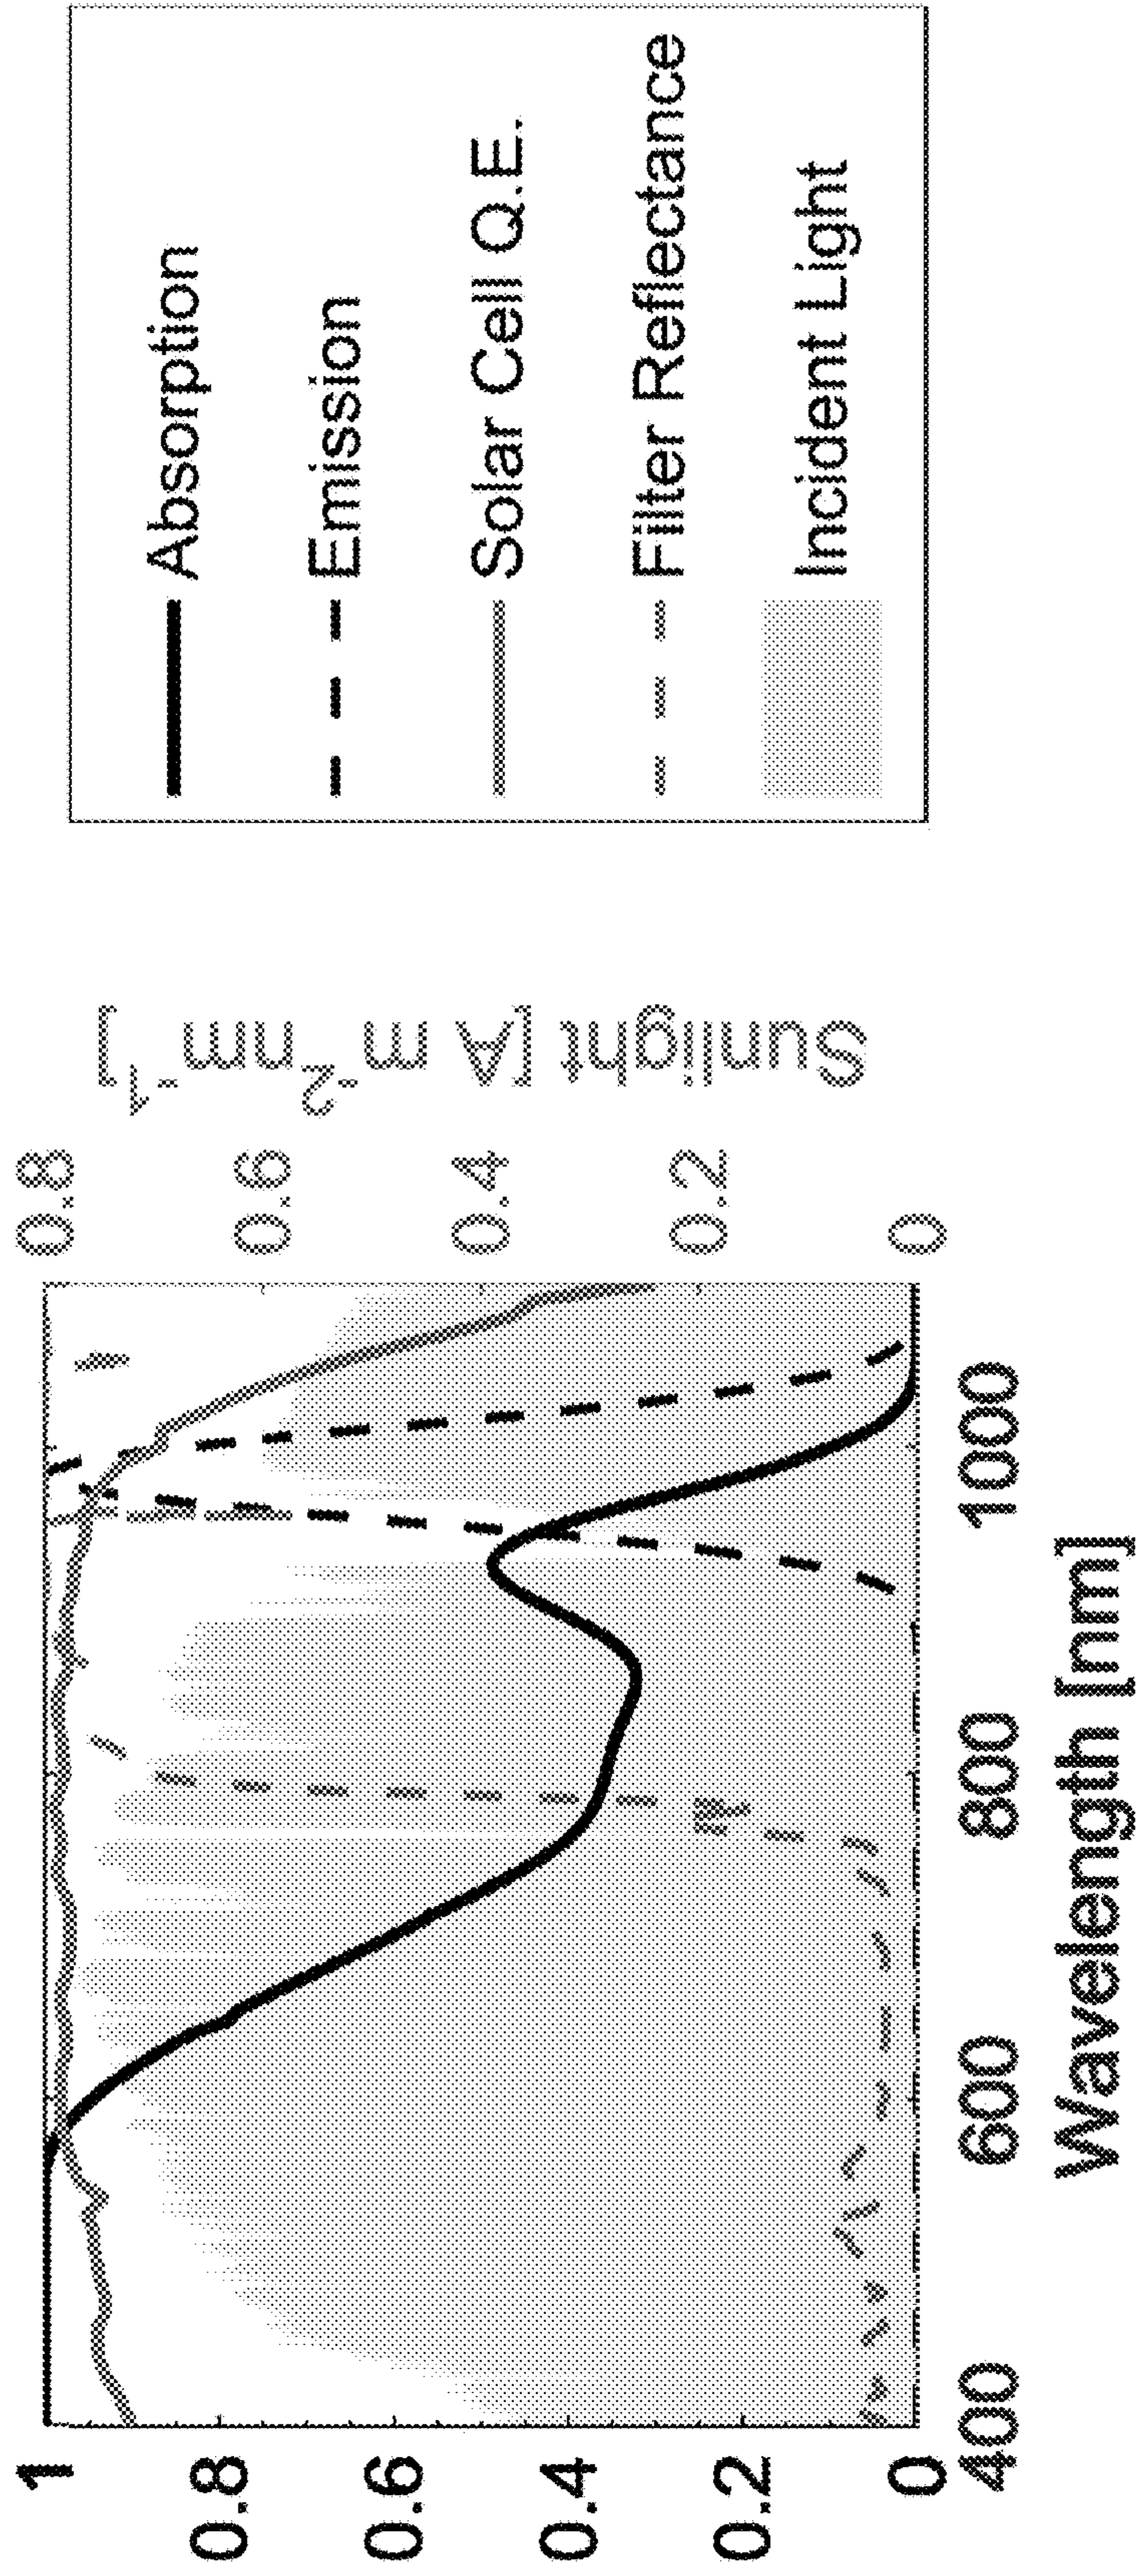 1
0.8
0.6
0.4
0.2
0
400
600
800
1000
Wavelength [nm]
0.8
0.6
0.4
0.2
0
Sunlight [A m-2nm-1]
Absorption
Emission
Solar Cell Q.E.
Filter Reflectance
Incident Light